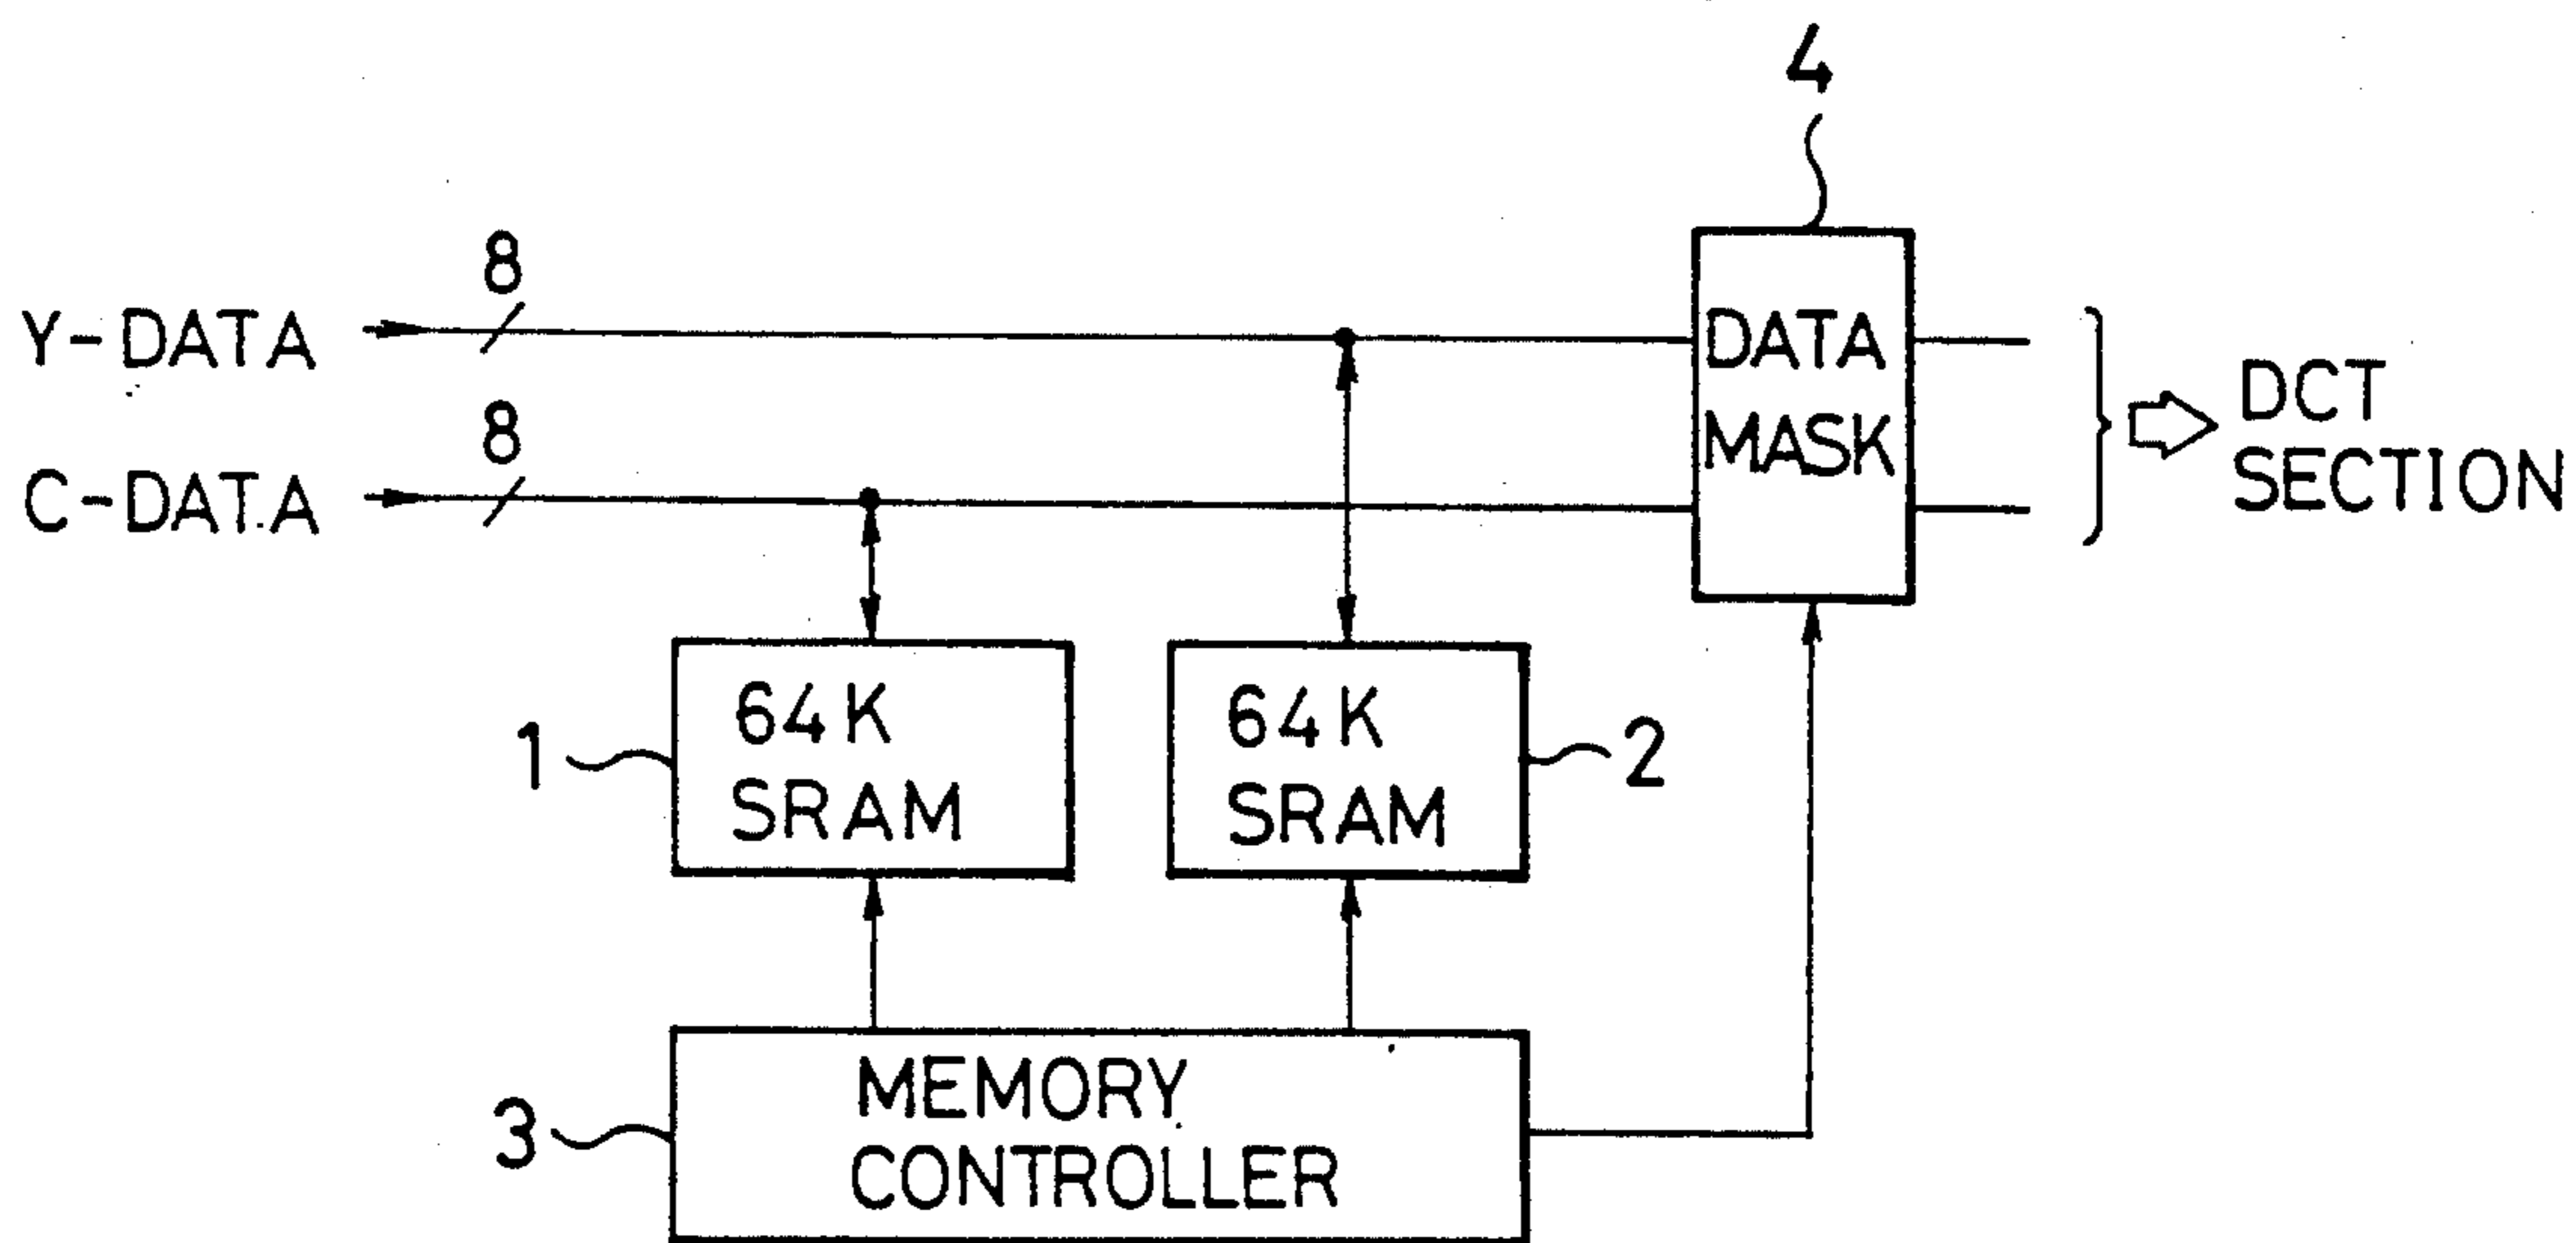 4
8
Y-DATA
DATA
MASK
DCT
SECTION
8
C-DATA
1
64K
SRAM
64K
SRAM
2
3
MEMORY
CONTROLLER